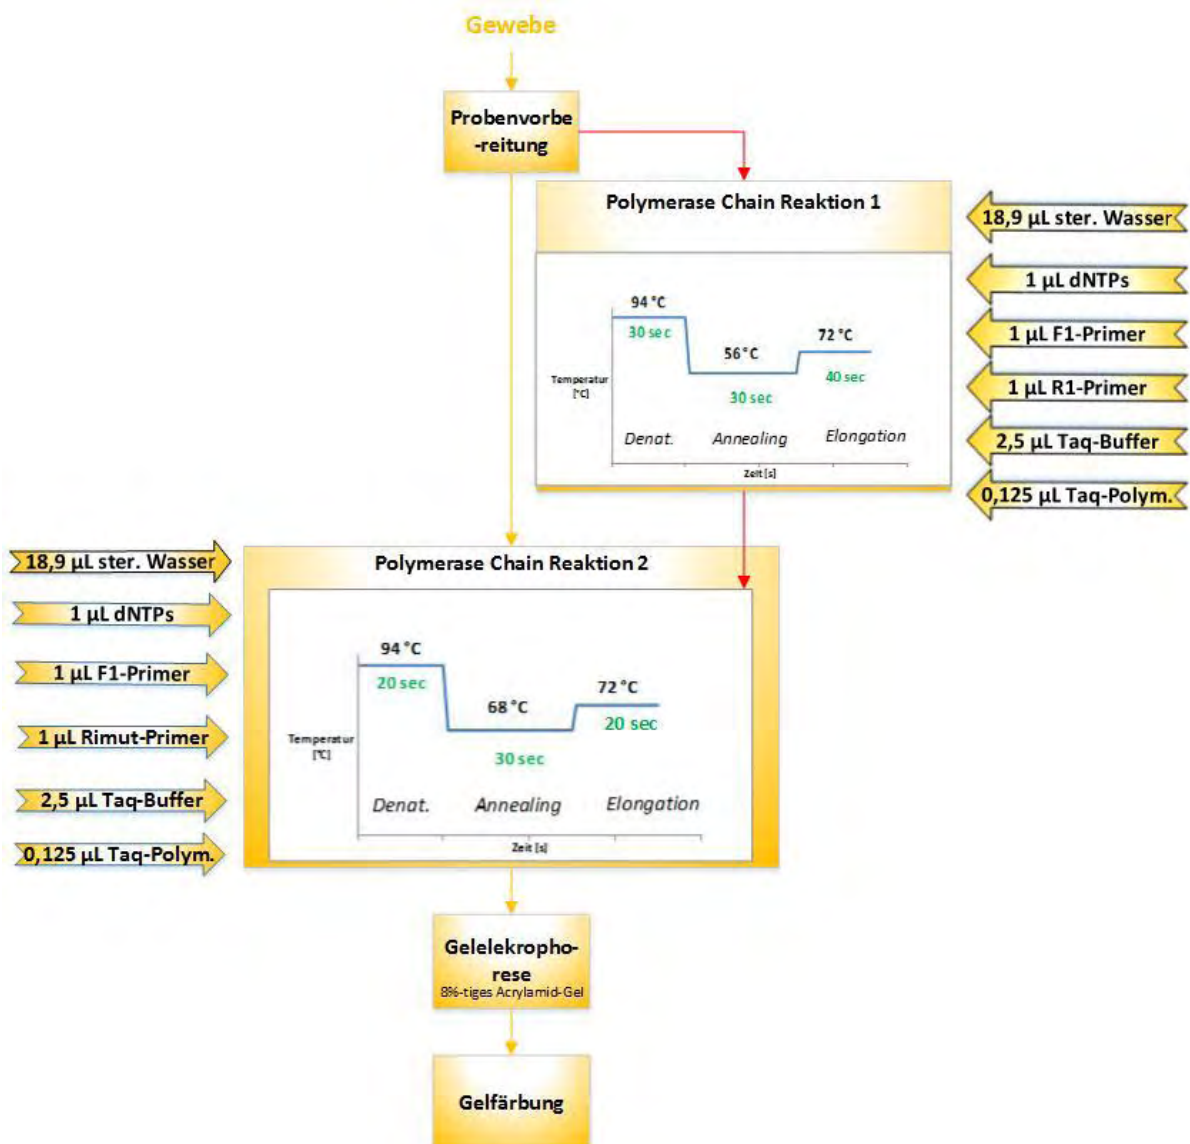 Gewebe
Probenvorbe
-reitung
Polymerase Chain Reaktion 1
18,9 µL ster. Wasser
1 µL dNTPs
1 µL F1-Primer
1 µL R1-Primer
2,5 µL Taq-Buffer
0,125 µL Taq-Polym.
94 °C
30 sec
56 °C
30 sec
72 °C
40 sec
Temperatur
[°C]
Denat.
Annealing
Elongation
Zeit [s]
Polymerase Chain Reaktion 2
18,9 µL ster. Wasser
1 µL dNTPs
1 µL F1-Primer
1 µL Rimut-Primer
2,5 µL Taq-Buffer
0,125 µL Taq-Polym.
94 °C
20 sec
68 °C
30 sec
72 °C
20 sec
Temperatur
[°C]
Denat.
Annealing
Elongation
Zeit [s]
Gelelekropho-
rese
8%-tiges Acrylamid-Gel
Gelfärbung